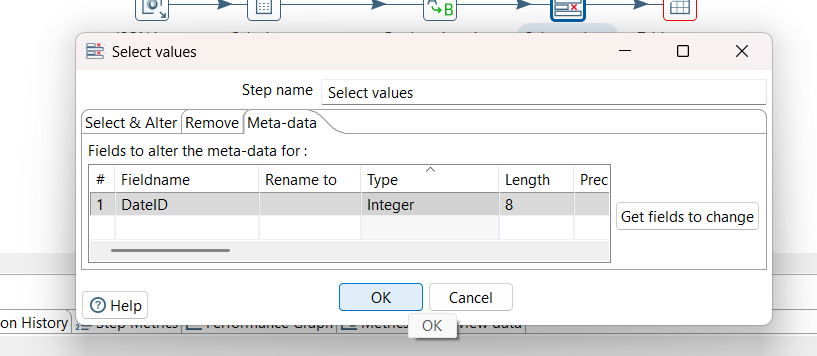 B
Select values
Step name Select values
Select & Alter Remove Meta-data
Fields to alter the meta-data for :
# Fieldname Rename to Type Length Prec
1 DateID Integer 8
Get fields to change
Help OK Cancel
OK
on History Step Metrics Performance Graph Metrics view data